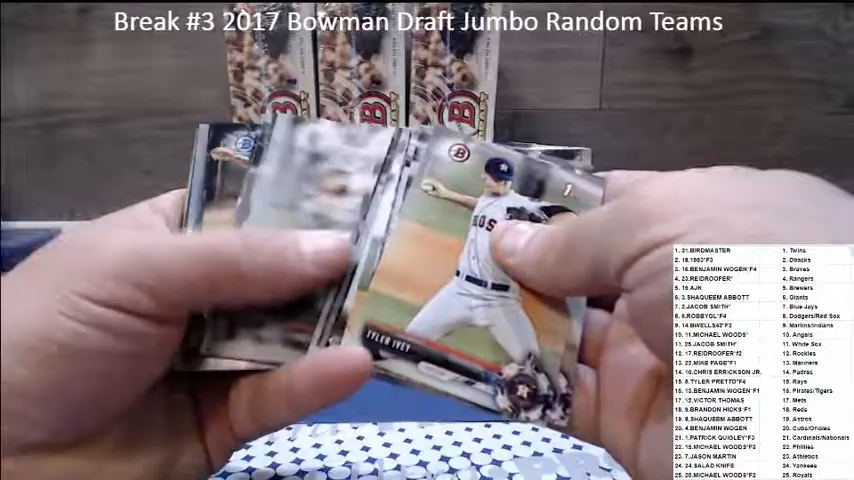 Break #3 2017 Bowman Draft Jumbo Random Teams
B
B
B
B
1st
TYLER IVEY
1. 21.BIRDMASTER 1. Twins
2. 18.1963'F3 2. Dbacks
3. 16.BENJAMIN WOGEN'F4 3. Braves
4. 23.REIDROOFER' 4. Rangers
5. 19.AJK 5. Brewers
6. 3.SHAQUEEM ABBOTT 6. Giants
7. 2.JACOB SMITH' 7. Blue Jays
8. 8.ROBBYOL'F4 8. Dodgers/Red Sox
9. 14.BWELLS42'F2 9. Marlins/Indians
10. 11.MICHAEL WOODS' 10. Angels
11. 25.JACOB SMITH' 11. White Sox
12. 17.REIDROOFER'f2 12. Rockies
13. 22.MIKE PAGE'F1 13. Mariners
14. 10.CHRIS ERRICKSON JR. 14. Padres
15. 5.TYLER PRETTO'F4 15. Rays
16. 13.BENJAMIN WOGEN'F1 16. Pirates/Tigers
17. 12.VICTOR THOMAS 17. Mets
18. 9.BRANDON HICKS'F1 18. Reds
19. 6.SHAQUEEM ABBOTT 19. Astros
20. 4.BENJAMIN WOGEN 20. Cubs/Orioles
21. 1.PATRICK QUIGLEY'F3 21. Cardinals/Nationals
22. 15.MICHAEL WOODS'F3 22. Phillies
23. 7.JASON MARTIN 23. Athletics
24. 24.SALAD KNIFE 24. Yankees
25. 20.MICHAEL WOODS'F2 25. Royals